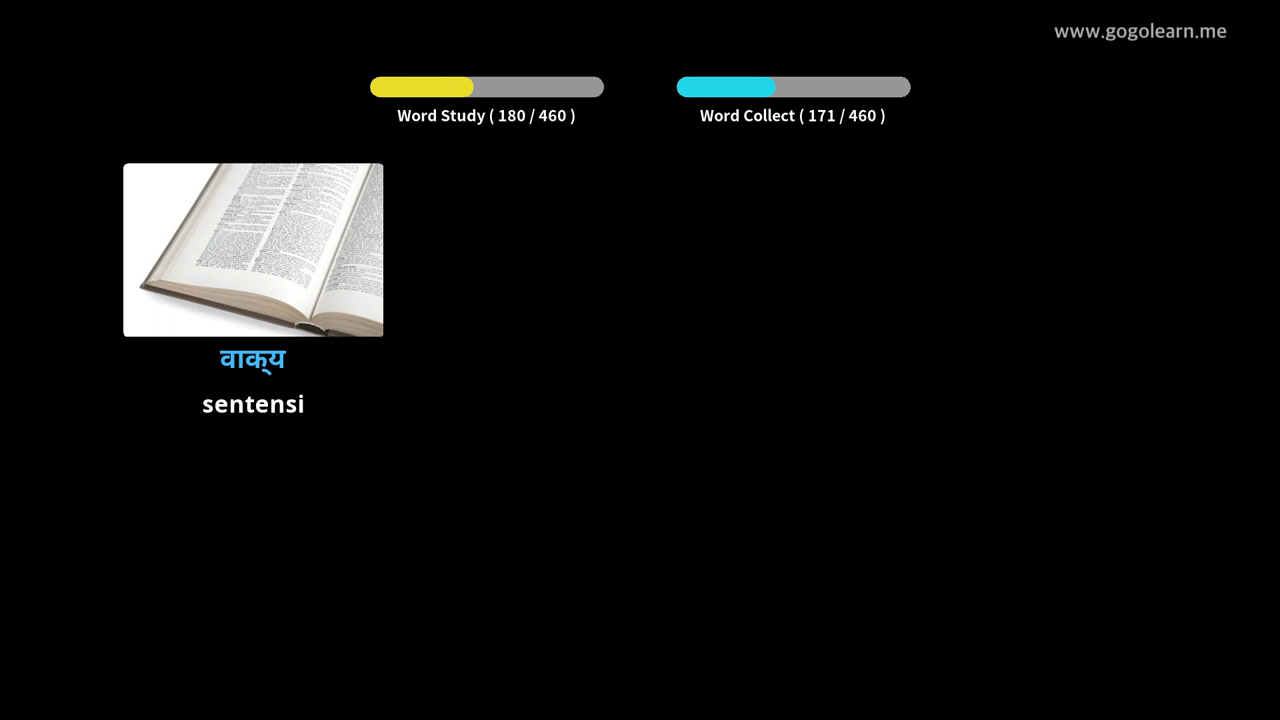 www.gogolearn.me
Word Study ( 180 / 460 )
Word Collect ( 171 / 460 )
वाक्य
sentensi